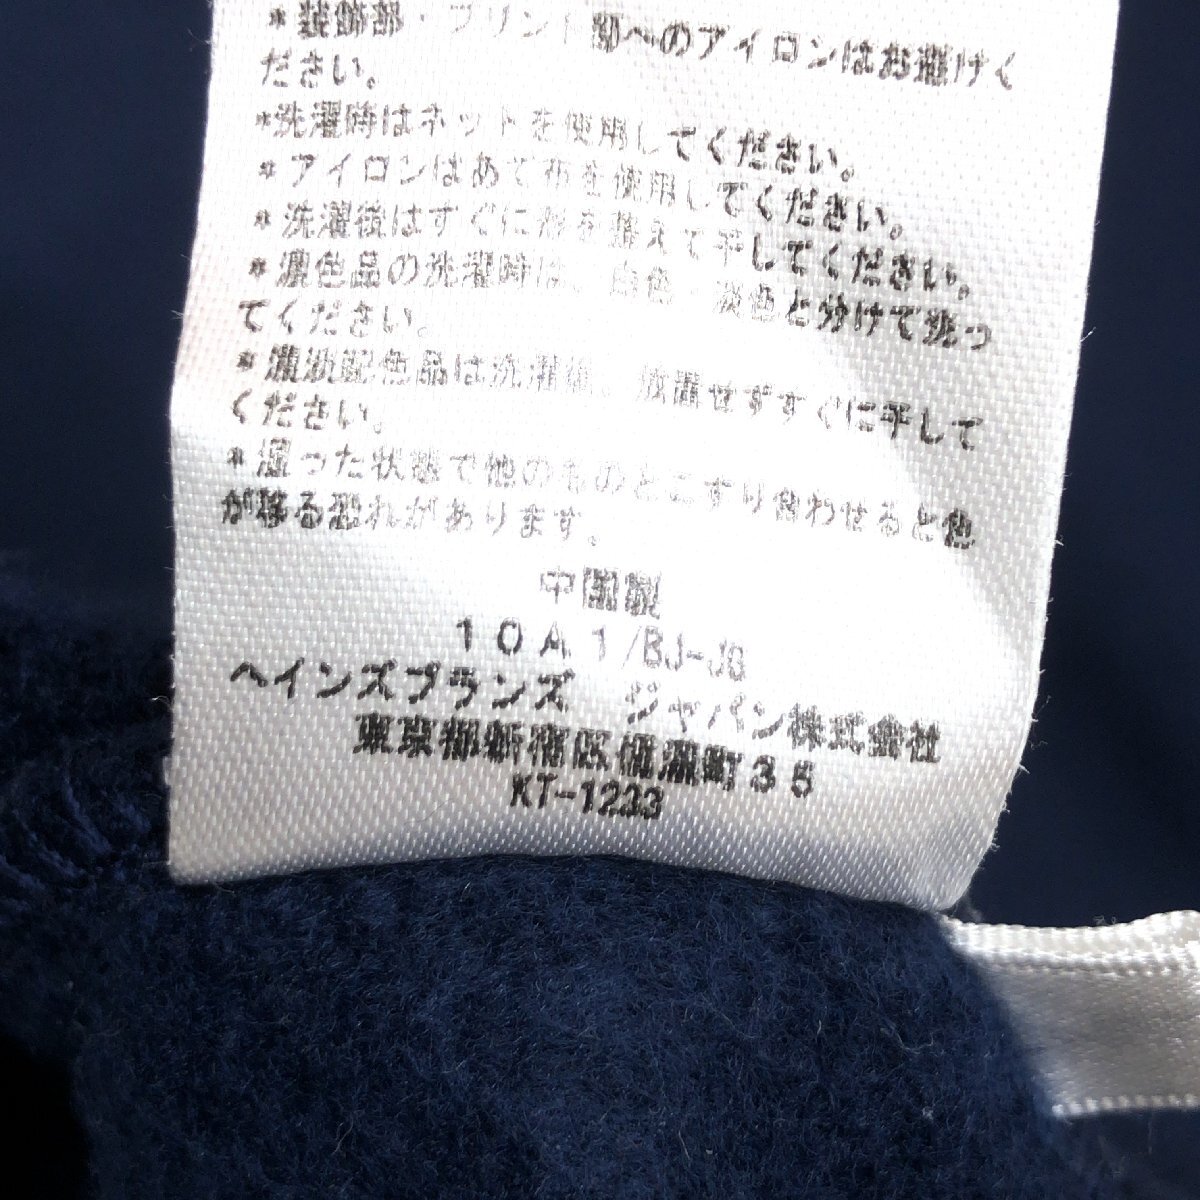 *装飾部・プリント部へのアイロンはお避けく
ださい。
*洗濯時はネットを使用してください。
*アイロンはあて布を使用してください。
*洗濯後はすぐに形を整えて干してください。
*濃色品の洗濯時は、白色・淡色と分けて洗っ
てください。
*濃淡配色品は洗濯後、放置せずすぐに干して
ください。
*湿った状態で他のものとこすり合わせると色
が移る恐れがあります。
中国製
10A1/BJ-JG
ヘインズブランズ ジャパン株式会社
東京都新宿区信濃町35
KT-1233